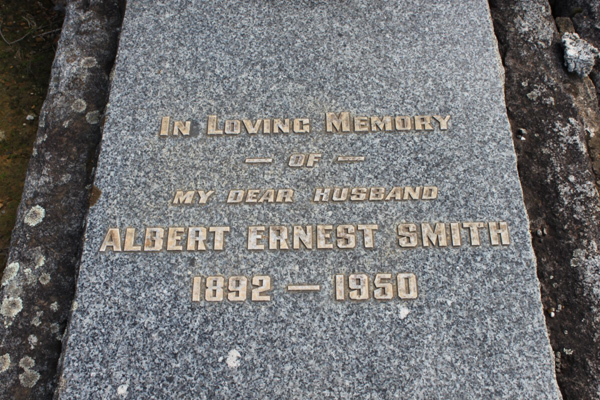 In Loving Memory
— OF —
MY DEAR HUSBAND
ALBERT ERNEST SMITH
1892 — 1950